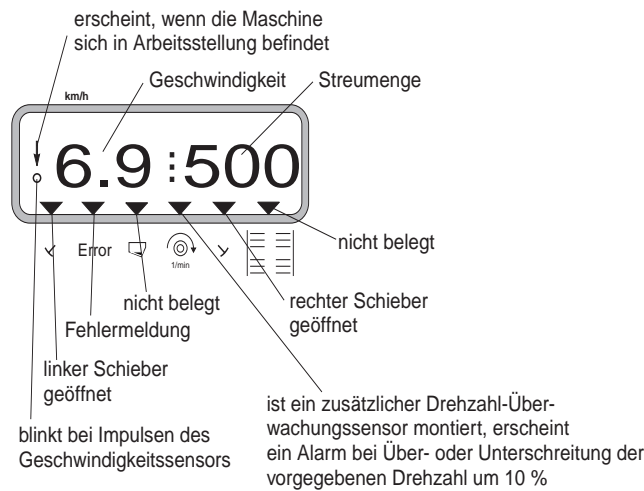 erscheint, wenn die Maschine
sich in Arbeitsstellung befindet
Geschwindigkeit
Streumenge
km/h
6.9
500
Error
1/min
nicht belegt
nicht belegt
rechter Schieber
geöffnet
Fehlermeldung
linker Schieber
geöffnet
ist ein zusätzlicher Drehzahl-Über-
wachungssensor montiert, erscheint
ein Alarm bei Über- oder Unterschreitung der
vorgegebenen Drehzahl um 10 %
blinkt bei Impulsen des
Geschwindigkeitssensors